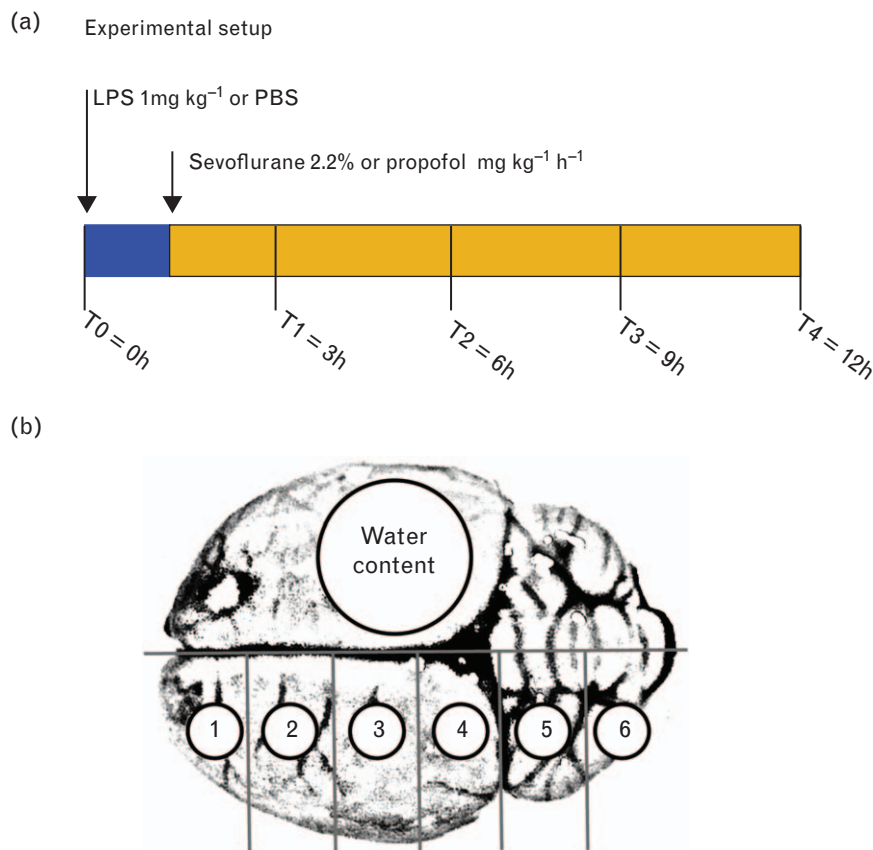 (a)
Experimental setup
LPS 1mg kg⁻¹ or PBS
Sevoflurane 2.2% or propofol mg kg⁻¹ h⁻¹
T0 = 0h
T1 = 3h
T2 = 6h
T3 = 9h
T4 = 12h
(b)
Water
content
1 2 3 4 5 6